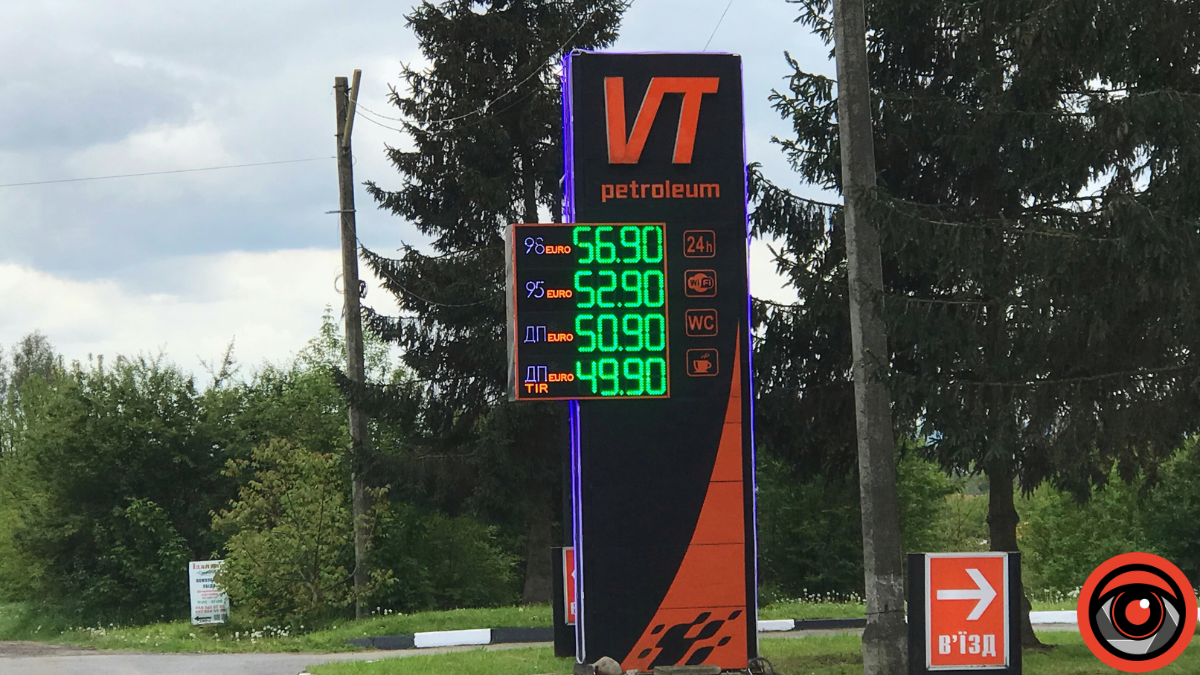 VT
petroleum
98 EURO 56.90
95 EURO 52.90
ДП EURO 50.90
ДП EURO 49.90
TIR
24h
WiFi
WC
В'ЇЗД